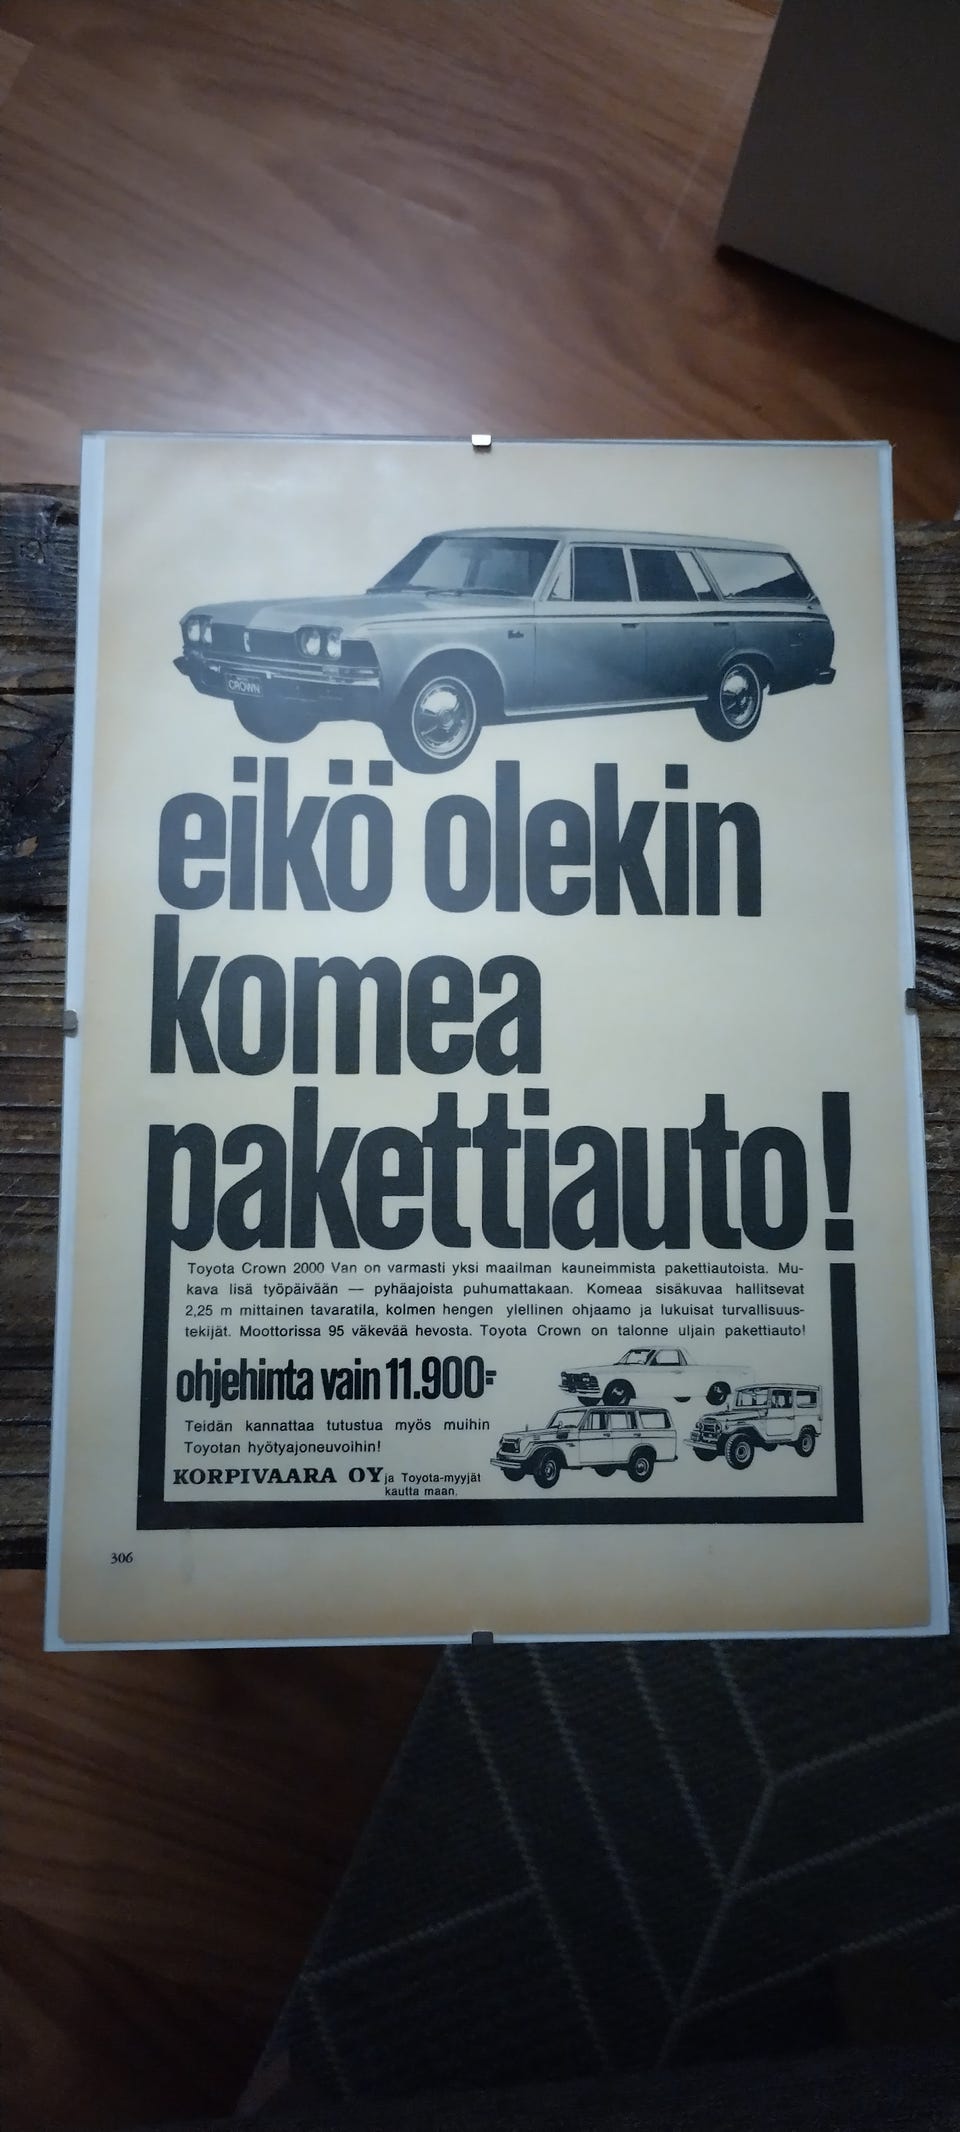 CROWN
eikö olekin
komea
pakettiauto!
Toyota Crown 2000 Van on varmasti yksi maailman kauneimmista pakettiautoista. Mu-
kava lisä työpäivään — pyhäajoista puhumattakaan. Komeaa sisäkuvaa hallitsevat
2,25 m mittainen tavaratila, kolmen hengen ylellinen ohjaamo ja lukuisat turvallisuus-
tekijät. Moottorissa 95 väkevää hevosta. Toyota Crown on talonne uljain pakettiauto!
ohjehinta vain 11.900:-
Teidän kannattaa tutustua myös muihin
Toyotan hyötyajoneuvoihin!
KORPIVAARA OY ja Toyota-myyjät
kautta maan.
306